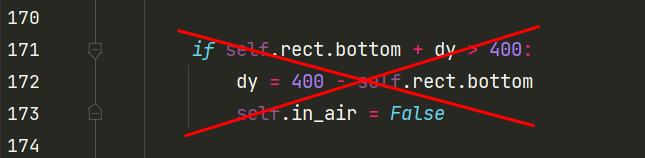 170
171 if self.rect.bottom + dy > 400:
172 dy = 400 - self.rect.bottom
173 self.in_air = False
174